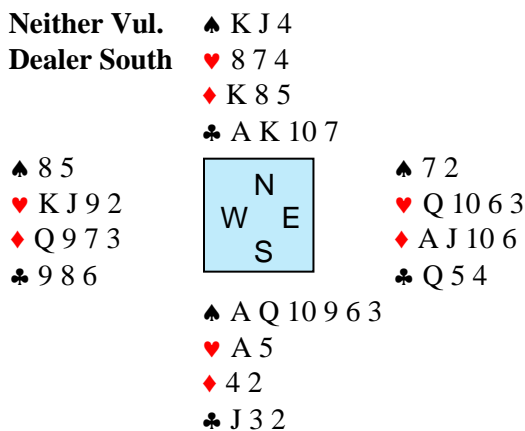 Neither Vul. ♠ K J 4
Dealer South ♥ 8 7 4
♦ K 8 5
♣ A K 10 7
♠ 8 5 N ♠ 7 2
♥ K J 9 2 W E ♥ Q 10 6 3
♦ Q 9 7 3 S ♦ A J 10 6
♣ 9 8 6 ♣ Q 5 4
♠ A Q 10 9 6 3
♥ A 5
♦ 4 2
♣ J 3 2